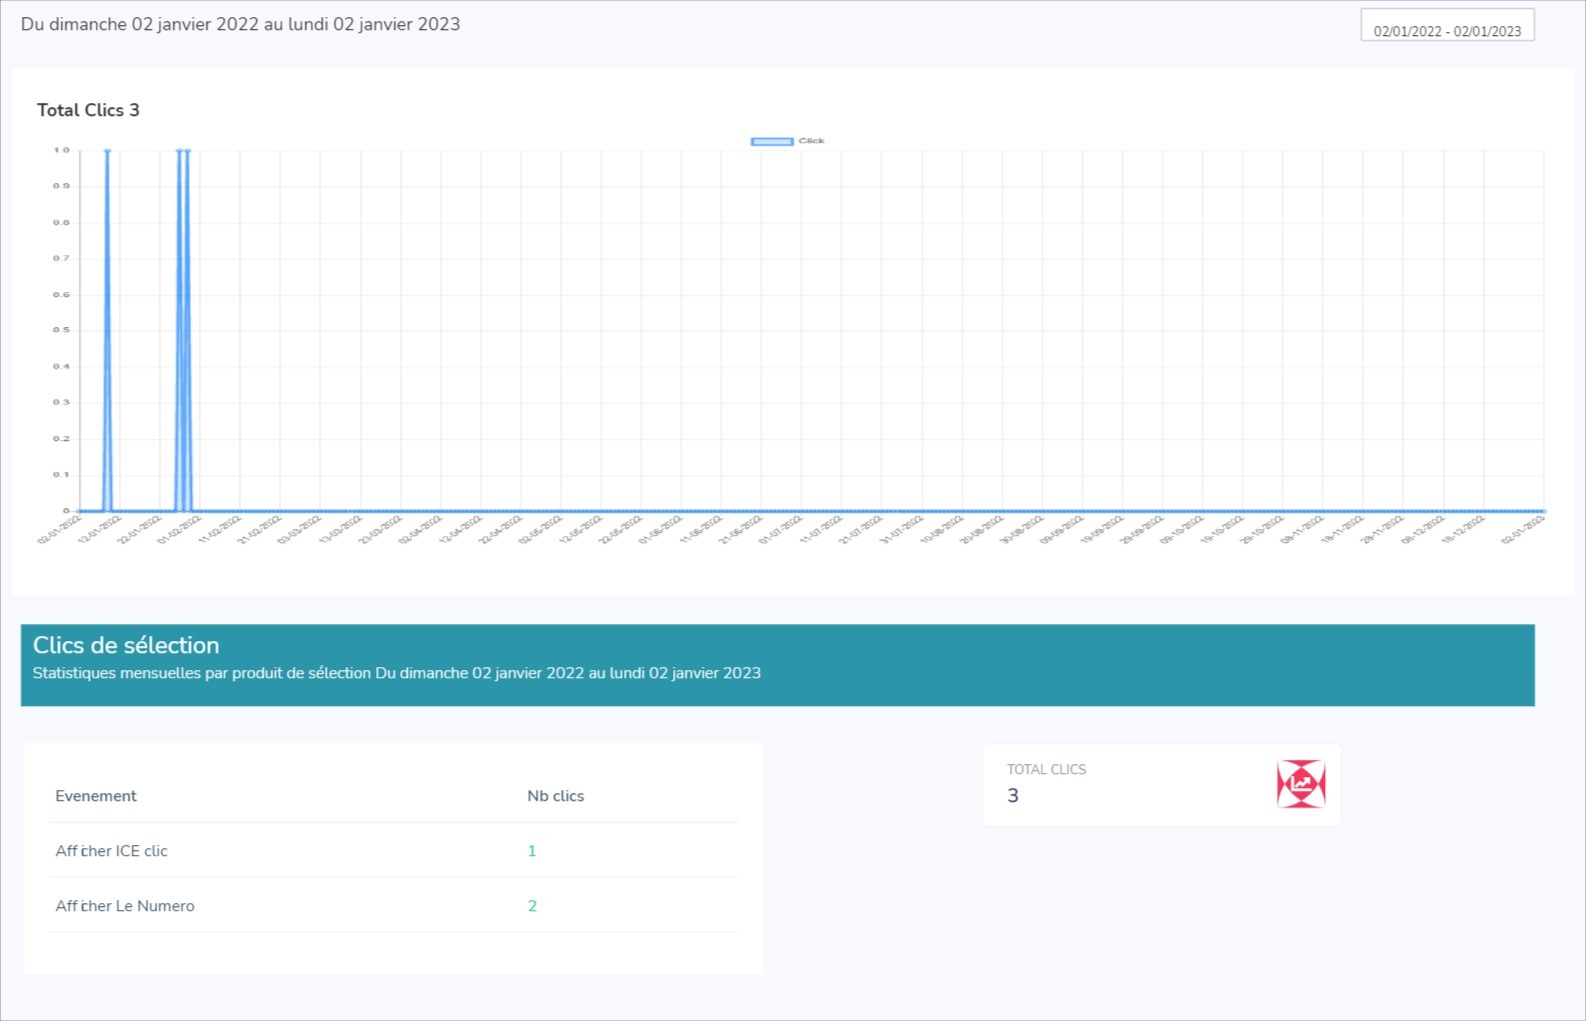 Du dimanche 02 janvier 2022 au lundi 02 janvier 2023
02/01/2022 - 02/01/2023
Total Clics 3
Click
1.0
0.9
0.8
0.7
0.6
0.5
0.4
0.3
0.2
0.1
0
02-01-2022 12-01-2022 22-01-2022 01-02-2022 11-02-2022 21-02-2022 03-03-2022 13-03-2022 23-03-2022 02-04-2022 12-04-2022 22-04-2022 02-05-2022 12-05-2022 22-05-2022 01-06-2022 11-06-2022 21-06-2022 01-07-2022 11-07-2022 21-07-2022 31-07-2022 10-08-2022 20-08-2022 30-08-2022 09-09-2022 19-09-2022 29-09-2022 09-10-2022 19-10-2022 29-10-2022 08-11-2022 18-11-2022 28-11-2022 08-12-2022 18-12-2022 02-01-2023
Clics de sélection
Statistiques mensuelles par produit de sélection Du dimanche 02 janvier 2022 au lundi 02 janvier 2023
Evenement Nb clics
Afficher ICE clic 1
Afficher Le Numero 2
TOTAL CLICS
3